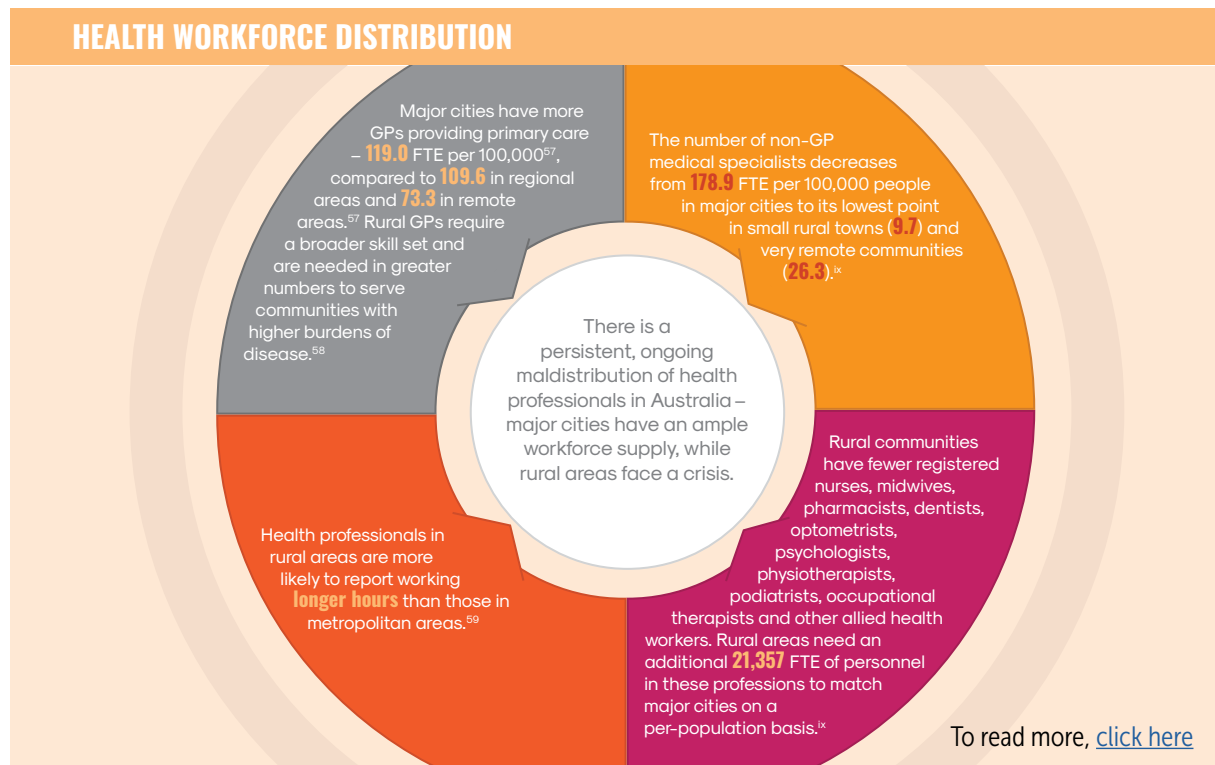 HEALTH WORKFORCE DISTRIBUTION
Major cities have more
GPs providing primary care
– 119.0 FTE per 100,000⁵⁷,
compared to 109.6 in regional
areas and 73.3 in remote
areas.⁵⁷ Rural GPs require
a broader skill set and
are needed in greater
numbers to serve
communities with
higher burdens of
disease.⁵⁸
The number of non-GP
medical specialists decreases
from 178.9 FTE per 100,000 people
in major cities to its lowest point
in small rural towns (9.7) and
very remote communities
(26.3).ⁱˣ
There is a
persistent, ongoing
maldistribution of health
professionals in Australia –
major cities have an ample
workforce supply, while
rural areas face a crisis.
Health professionals in
rural areas are more
likely to report working
longer hours than those in
metropolitan areas.⁵⁹
Rural communities
have fewer registered
nurses, midwives,
pharmacists, dentists,
optometrists,
psychologists,
physiotherapists,
podiatrists, occupational
therapists and other allied health
workers. Rural areas need an
additional 21,357 FTE of personnel
in these professions to match
major cities on a
per-population basis.ⁱˣ
To read more, click here